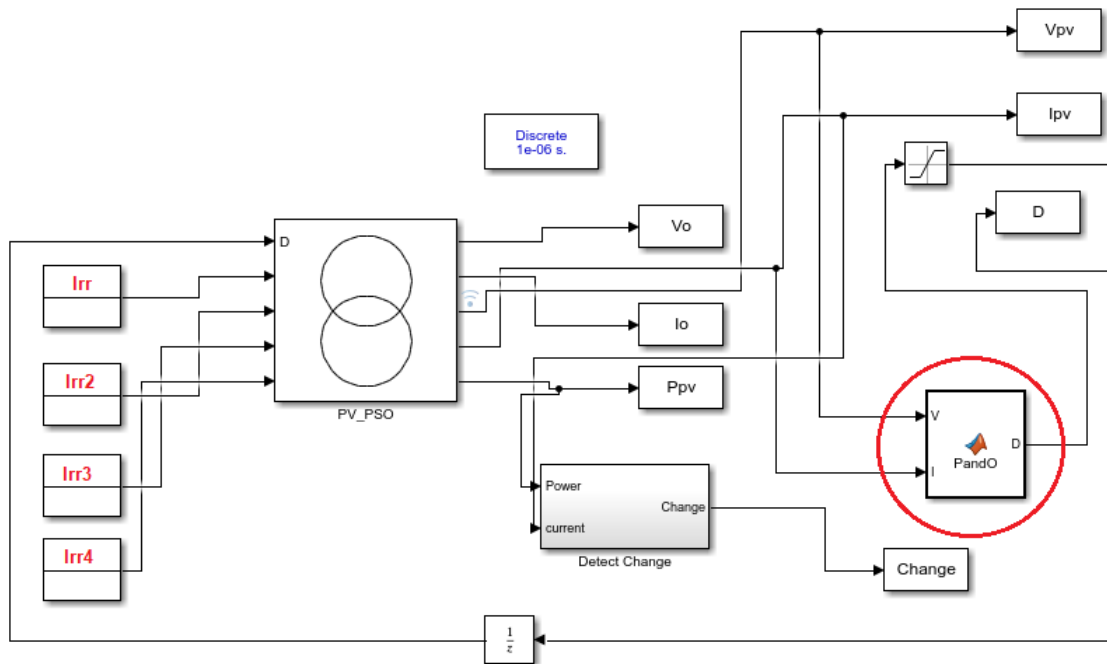 Vpv
Ipv
Discrete
1e-06 s.
D
Vo
D
Irr
Io
Irr2
Ppv
PV_PSO
V
PandO
D
I
Irr3
Power
Change
current
Detect Change
Irr4
Change
1
z